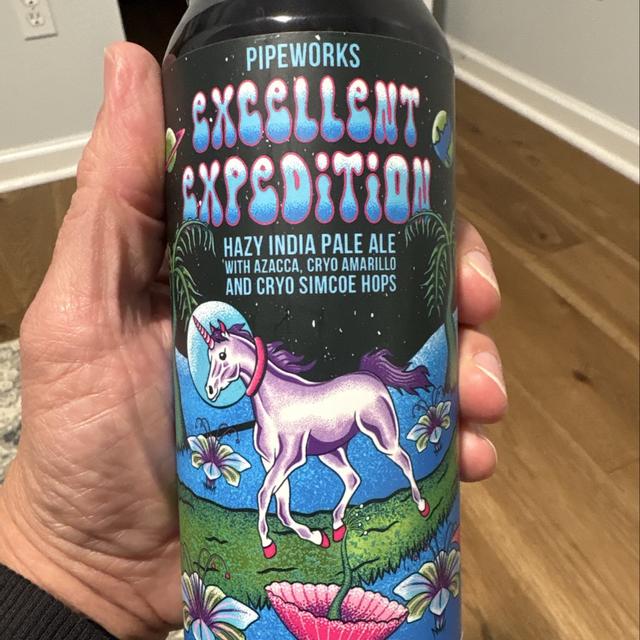 PIPEWORKS
EXCELLENT
EXPEDiTiON
HAZY INDIA PALE ALE
WITH AZACCA, CRYO AMARILLO
AND CRYO SIMCOE HOPS